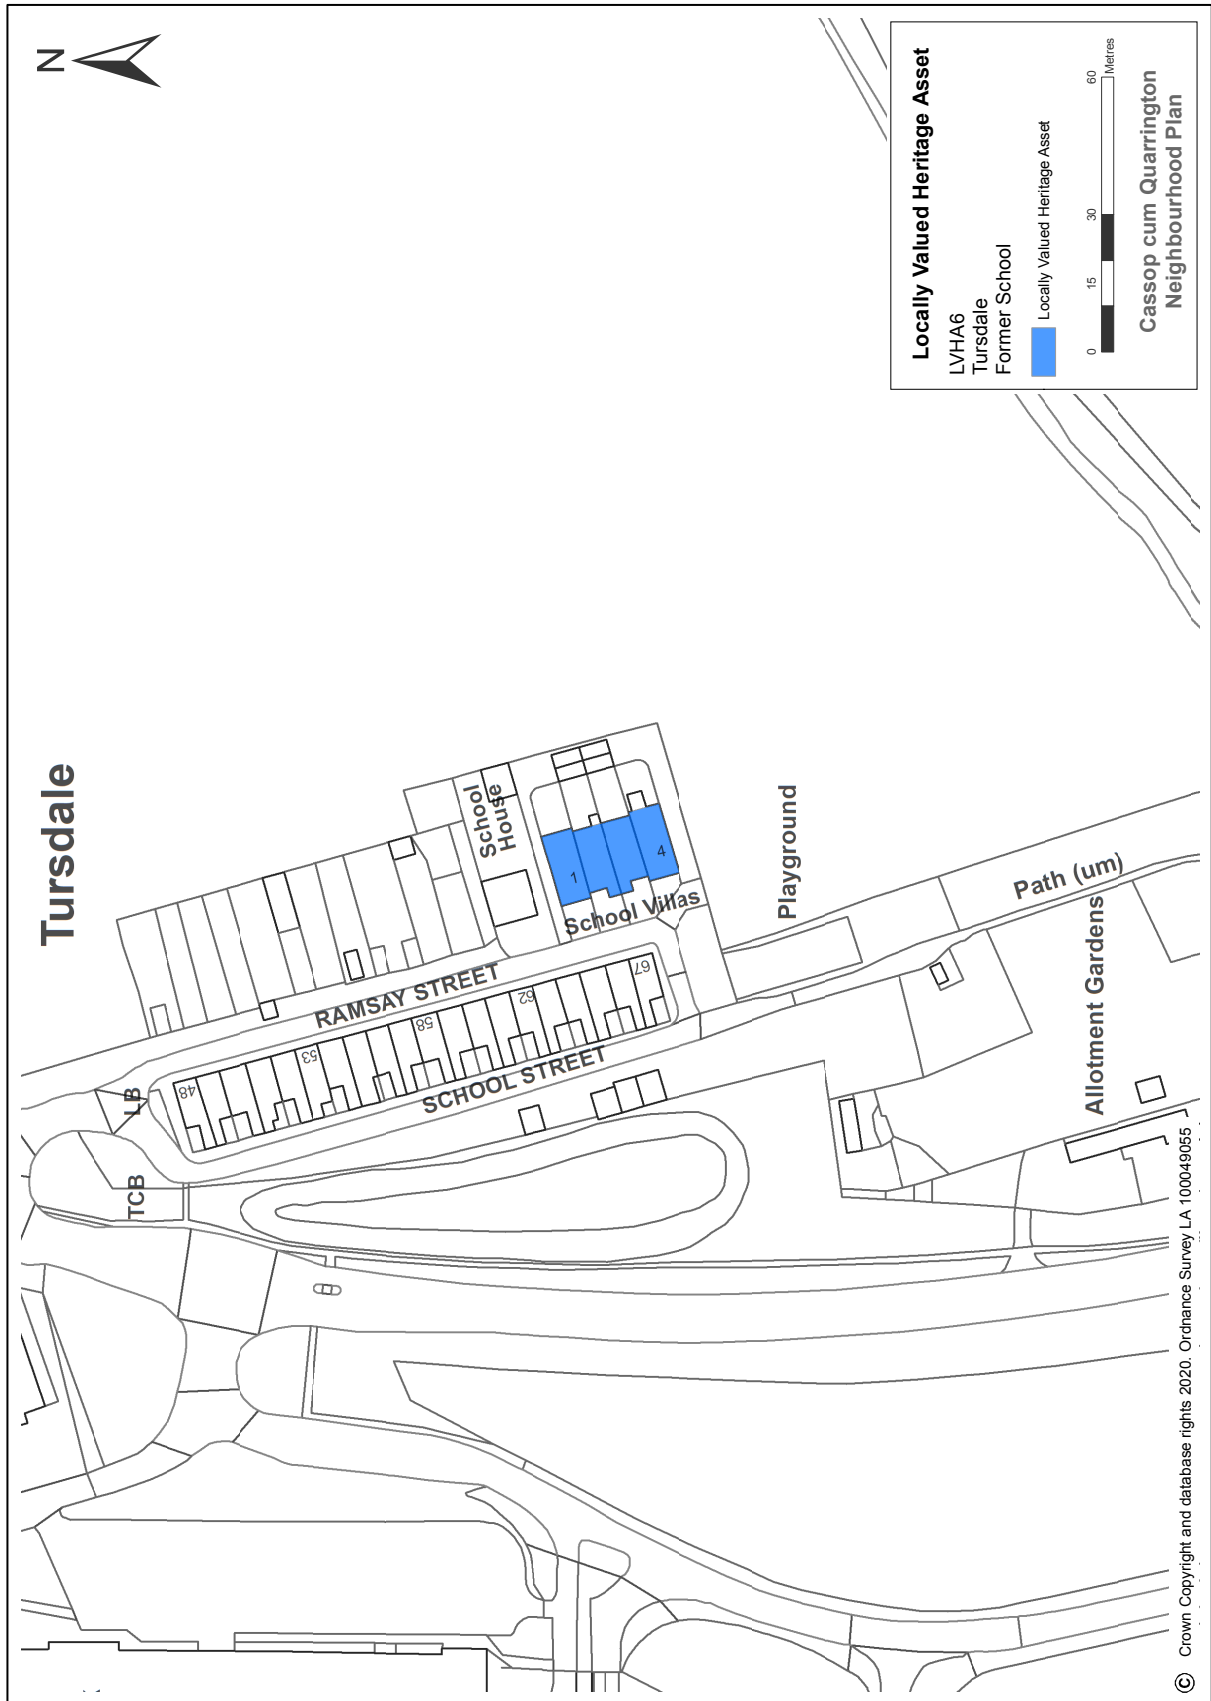 Tursdale
N
Locally Valued Heritage Asset
LVHA6
Tursdale
Former School
Locally Valued Heritage Asset
0 15 30 60
Metres
Cassop cum Quarrington
Neighbourhood Plan
LB
TCB
RAMSAY STREET
SCHOOL STREET
48
53
58
62
67
School
House
School Villas
1
4
Playground
Path (um)
Allotment Gardens
© Crown Copyright and database rights 2020. Ordnance Survey LA 100049055